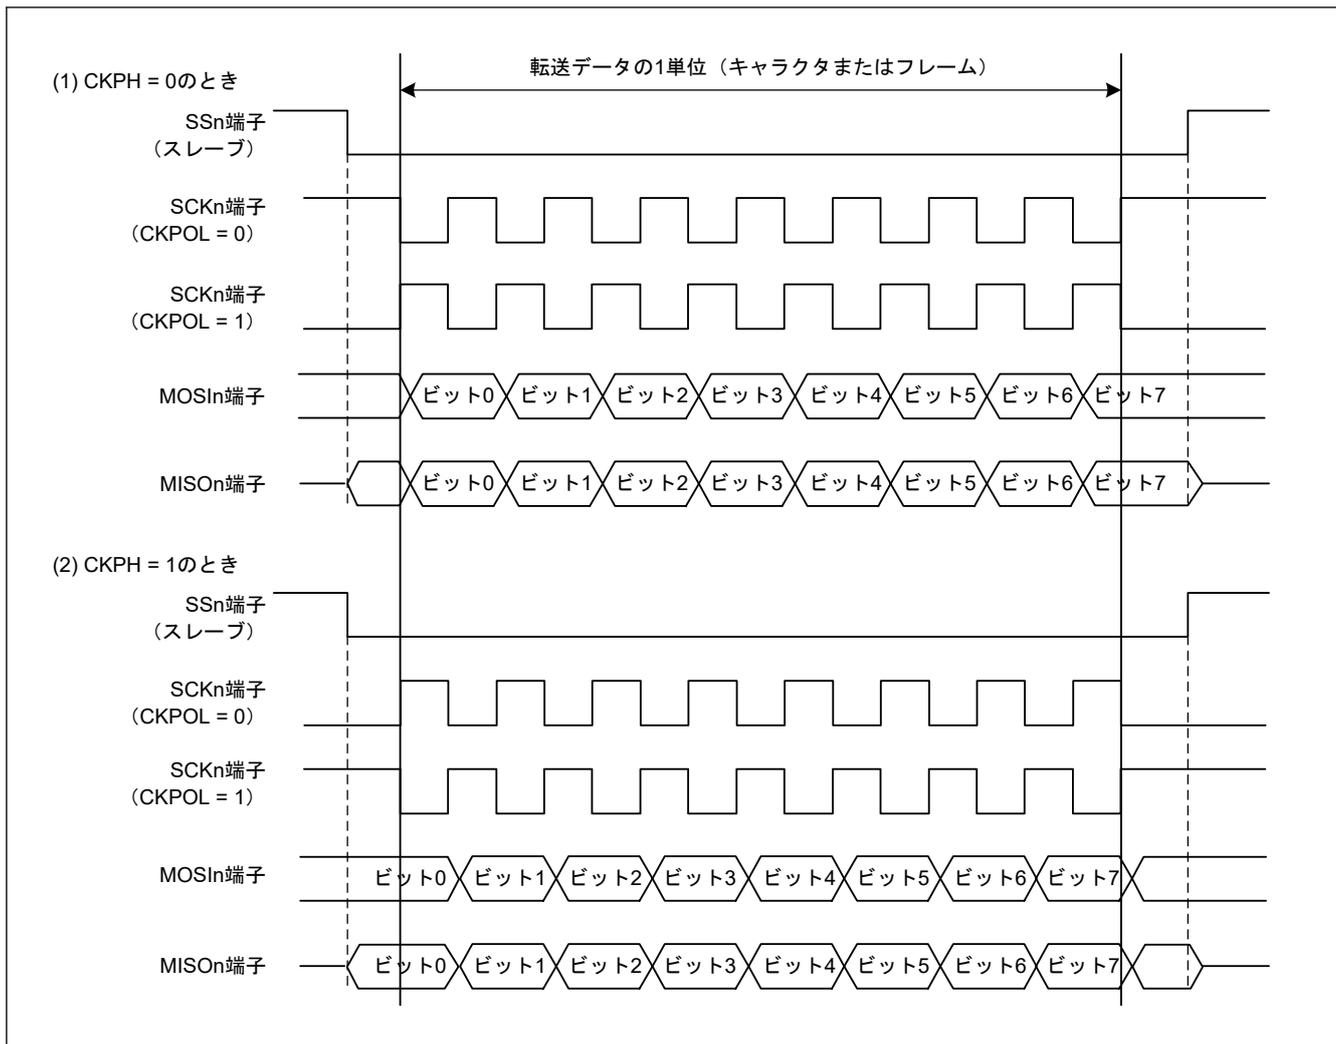 転送データの1単位（キャラクタまたはフレーム）
(1) CKPH = 0のとき
SSn端子
（スレーブ）
SCKn端子
（CKPOL = 0）
SCKn端子
（CKPOL = 1）
MOSIn端子
ビット0 ビット1 ビット2 ビット3 ビット4 ビット5 ビット6 ビット7
MISOn端子
ビット0 ビット1 ビット2 ビット3 ビット4 ビット5 ビット6 ビット7
(2) CKPH = 1のとき
SSn端子
（スレーブ）
SCKn端子
（CKPOL = 0）
SCKn端子
（CKPOL = 1）
MOSIn端子
ビット0 ビット1 ビット2 ビット3 ビット4 ビット5 ビット6 ビット7
MISOn端子
ビット0 ビット1 ビット2 ビット3 ビット4 ビット5 ビット6 ビット7